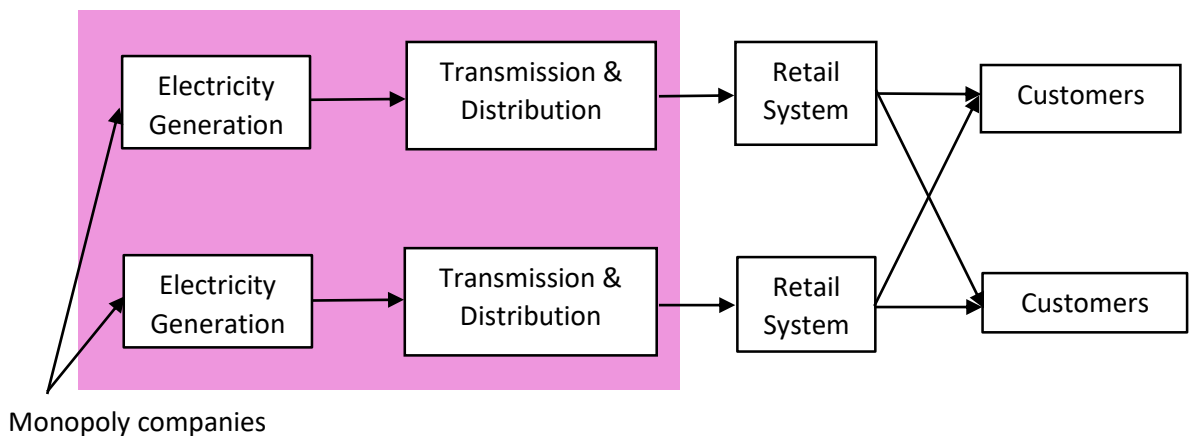 Electricity
Generation
Transmission &
Distribution
Retail
System
Customers
Electricity
Generation
Transmission &
Distribution
Retail
System
Customers
Monopoly companies